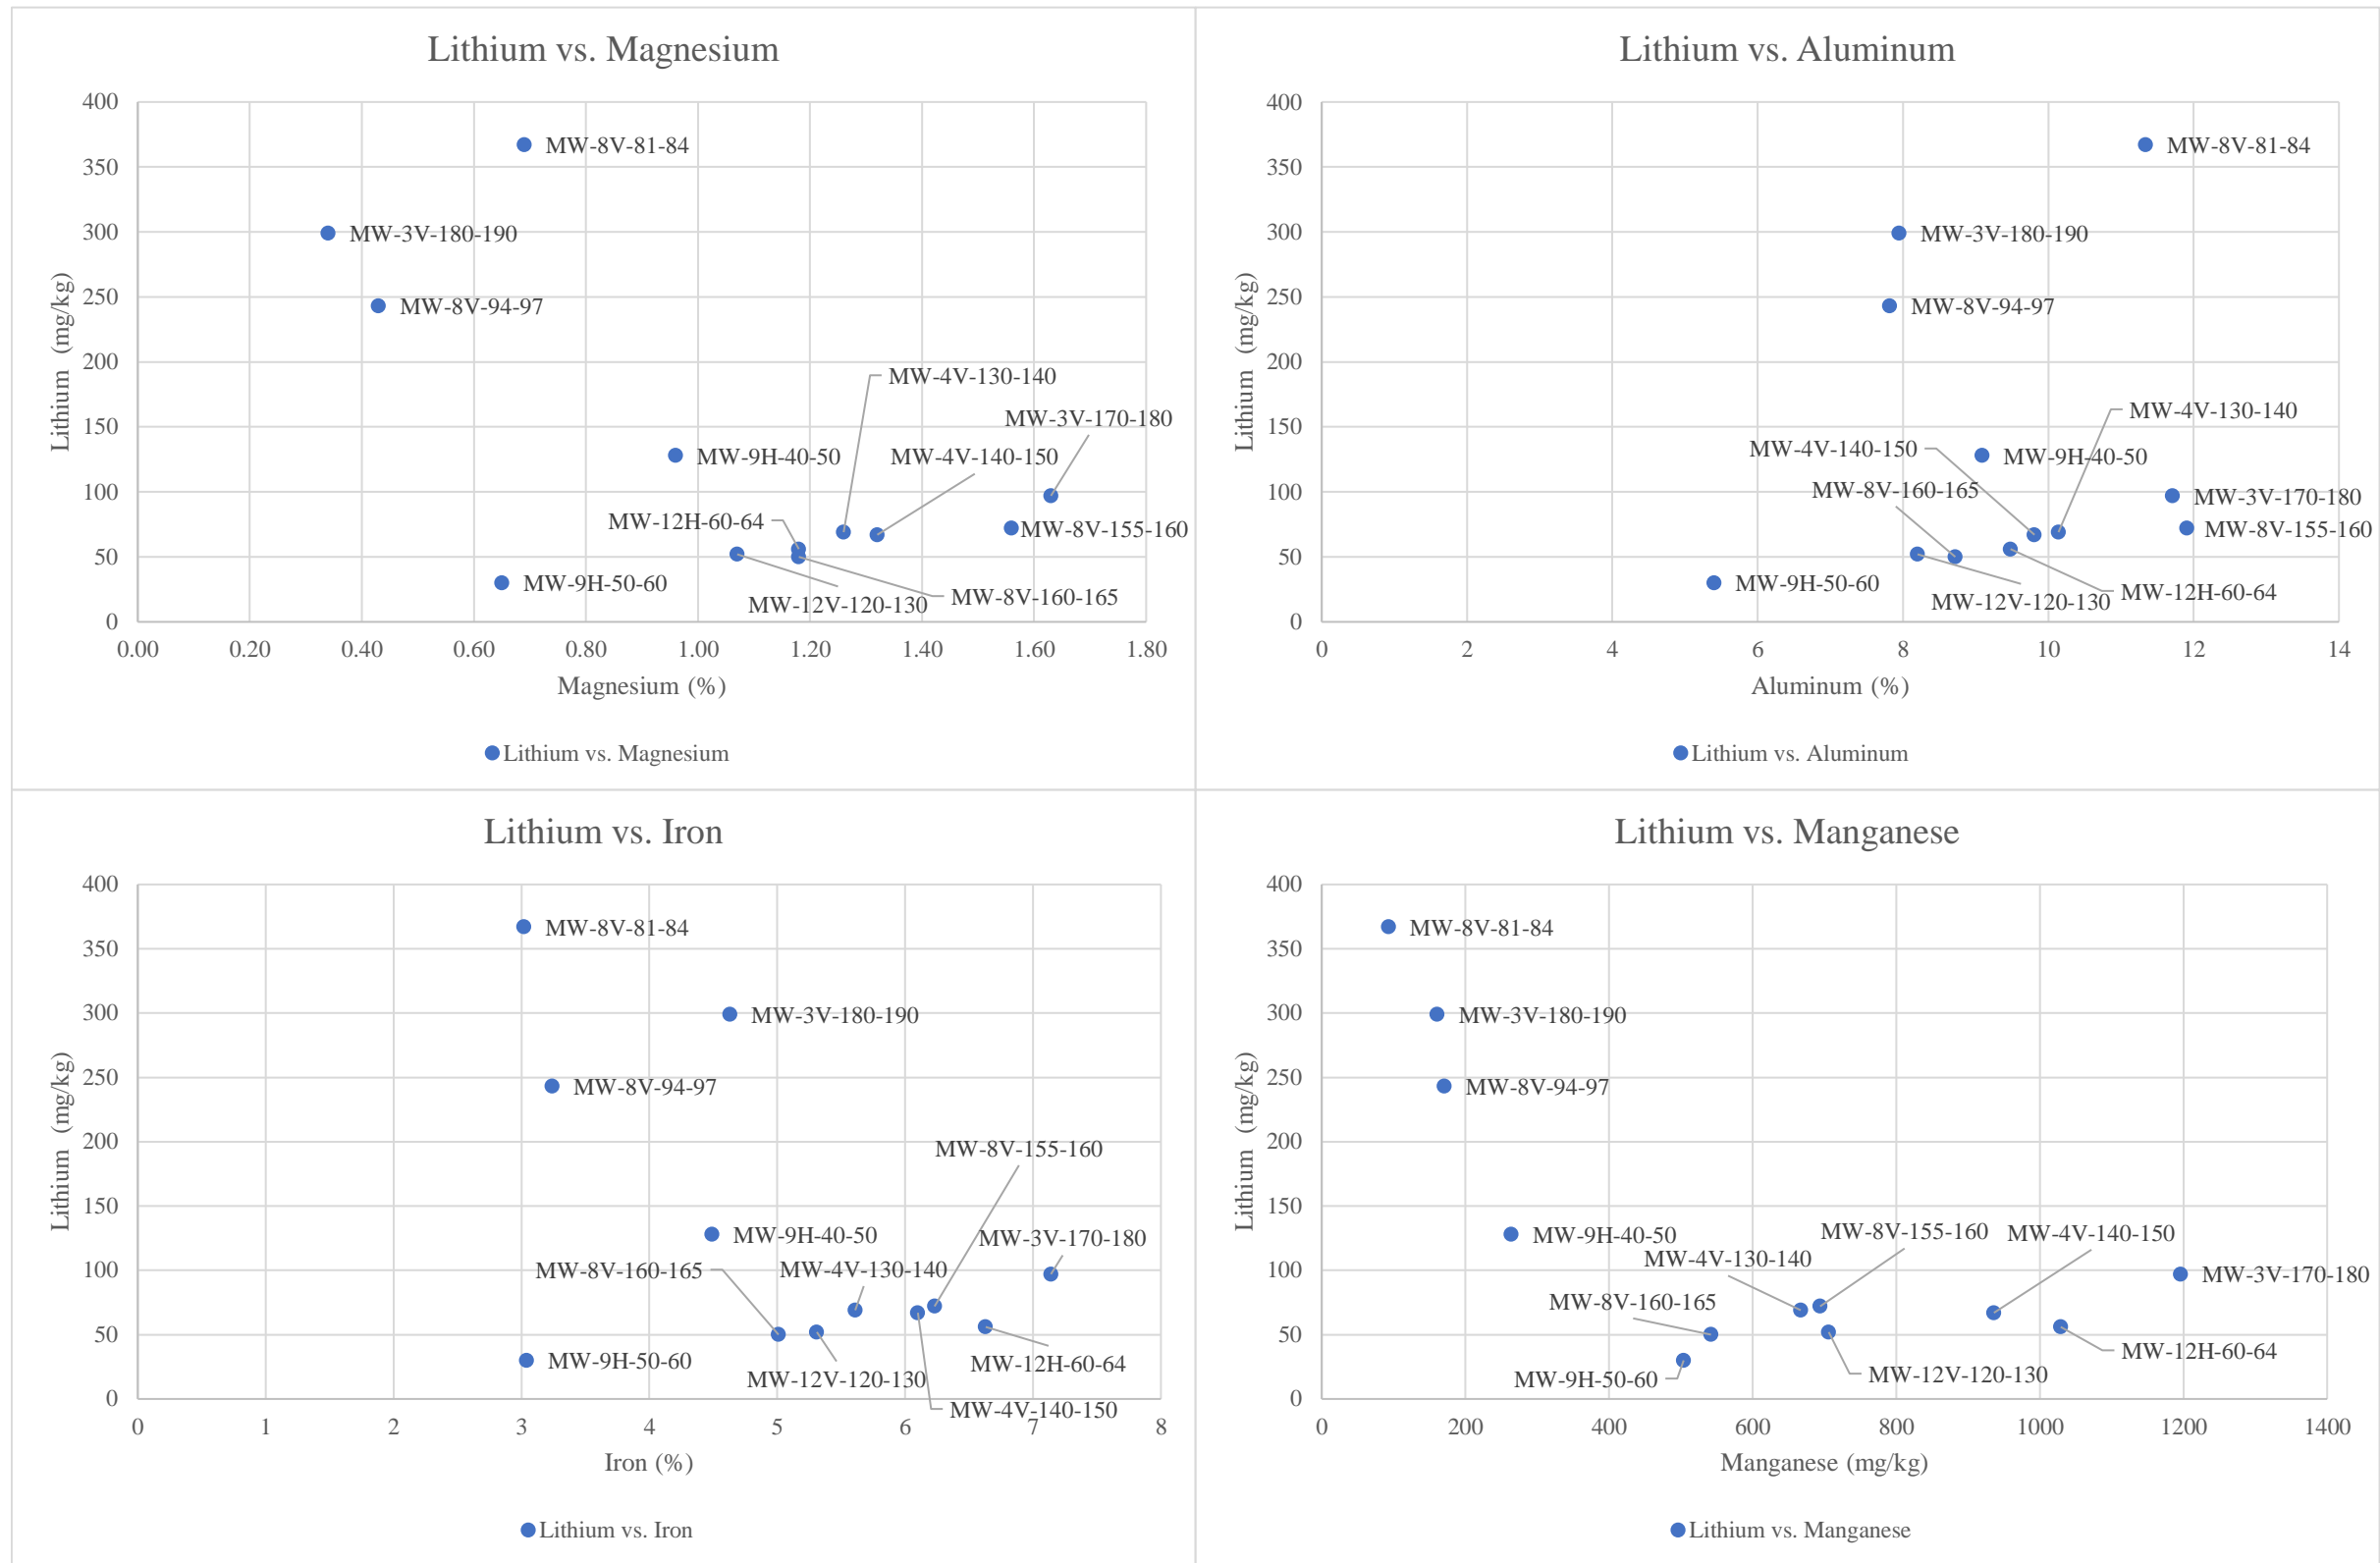 Lithium vs. Magnesium
400
350
300
250
200
150
100
50
0
Lithium (mg/kg)
MW-8V-81-84
MW-3V-180-190
MW-8V-94-97
MW-4V-130-140
MW-3V-170-180
MW-9H-40-50
MW-4V-140-150
MW-12H-60-64
MW-8V-155-160
MW-9H-50-60
MW-12V-120-130
MW-8V-160-165
0.00 0.20 0.40 0.60 0.80 1.00 1.20 1.40 1.60 1.80
Magnesium (%)
Lithium vs. Magnesium
Lithium vs. Aluminum
400
350
300
250
200
150
100
50
0
Lithium (mg/kg)
MW-8V-81-84
MW-3V-180-190
MW-8V-94-97
MW-4V-130-140
MW-4V-140-150
MW-9H-40-50
MW-8V-160-165
MW-3V-170-180
MW-8V-155-160
MW-9H-50-60
MW-12H-60-64
MW-12V-120-130
0 2 4 6 8 10 12 14
Aluminum (%)
Lithium vs. Aluminum
Lithium vs. Iron
400
350
300
250
200
150
100
50
0
Lithium (mg/kg)
MW-8V-81-84
MW-3V-180-190
MW-8V-94-97
MW-8V-155-160
MW-9H-40-50
MW-3V-170-180
MW-8V-160-165
MW-4V-130-140
MW-9H-50-60
MW-12H-60-64
MW-12V-120-130
MW-4V-140-150
0 1 2 3 4 5 6 7 8
Iron (%)
Lithium vs. Iron
Lithium vs. Manganese
400
350
300
250
200
150
100
50
0
Lithium (mg/kg)
MW-8V-81-84
MW-3V-180-190
MW-8V-94-97
MW-9H-40-50
MW-8V-155-160
MW-4V-140-150
MW-4V-130-140
MW-3V-170-180
MW-8V-160-165
MW-12H-60-64
MW-9H-50-60
MW-12V-120-130
0 200 400 600 800 1000 1200 1400
Manganese (mg/kg)
Lithium vs. Manganese